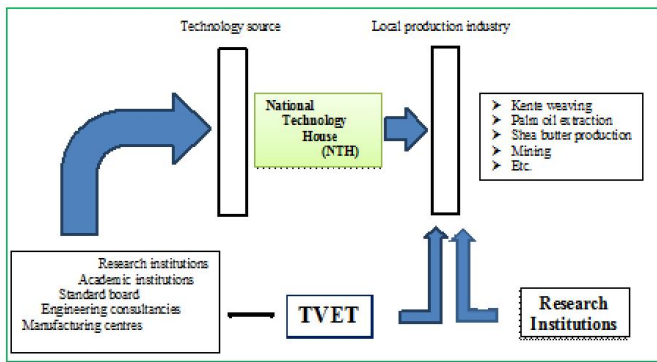 Technology source
Local production industry
National
Technology
House
(NTH)
Kente weaving
Palm oil extraction
Shea butter production
Mining
Etc.
Research institutions
Academic institutions
Standard board
Engineering consultancies
Manufacturing centres
TVET
Research
Institutions